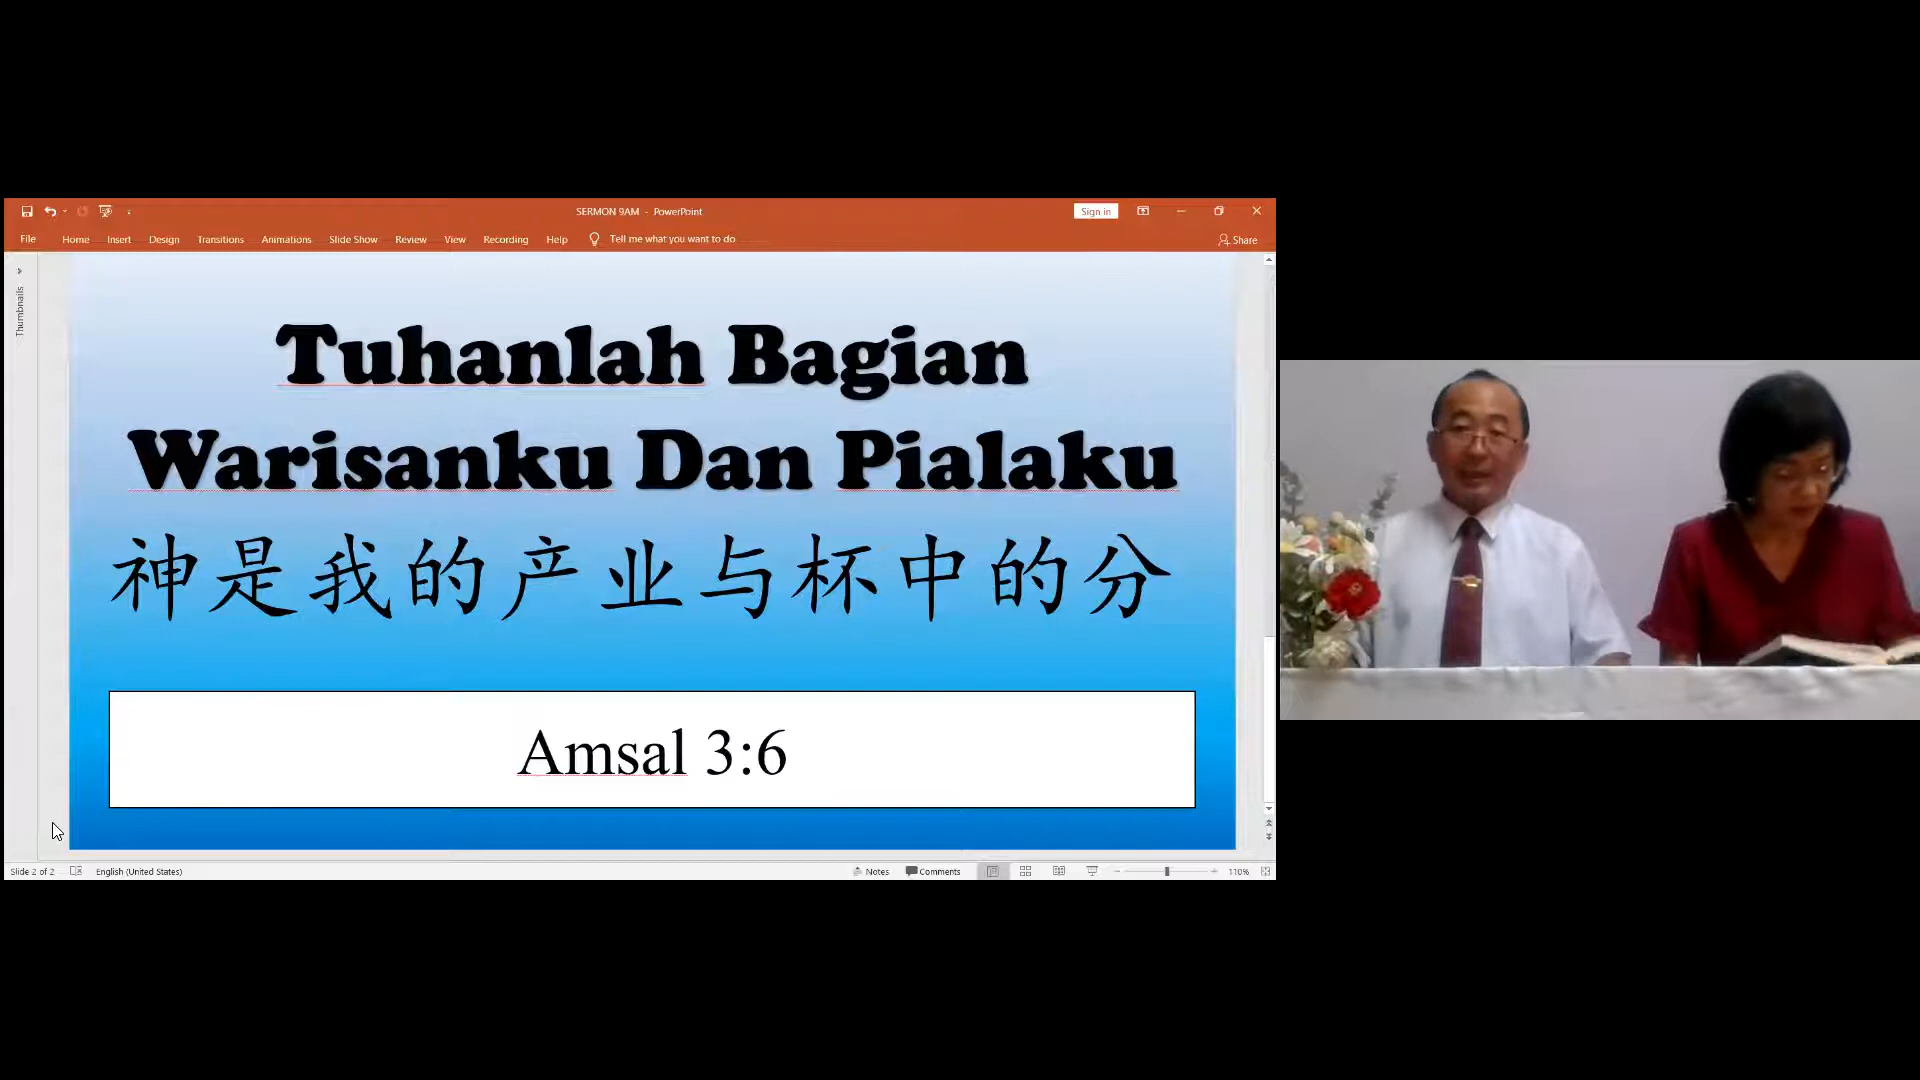 SERMON 9AM - PowerPoint
Sign in
File Home Insert Design Transitions Animations Slide Show Review View Recording Help Tell me what you want to do
Share
Thumbnails
Tuhanlah Bagian
Warisanku Dan Pialaku
神是我的产业与杯中的分
Amsal 3:6
Slide 2 of 2 English (United States) Notes Comments 110%